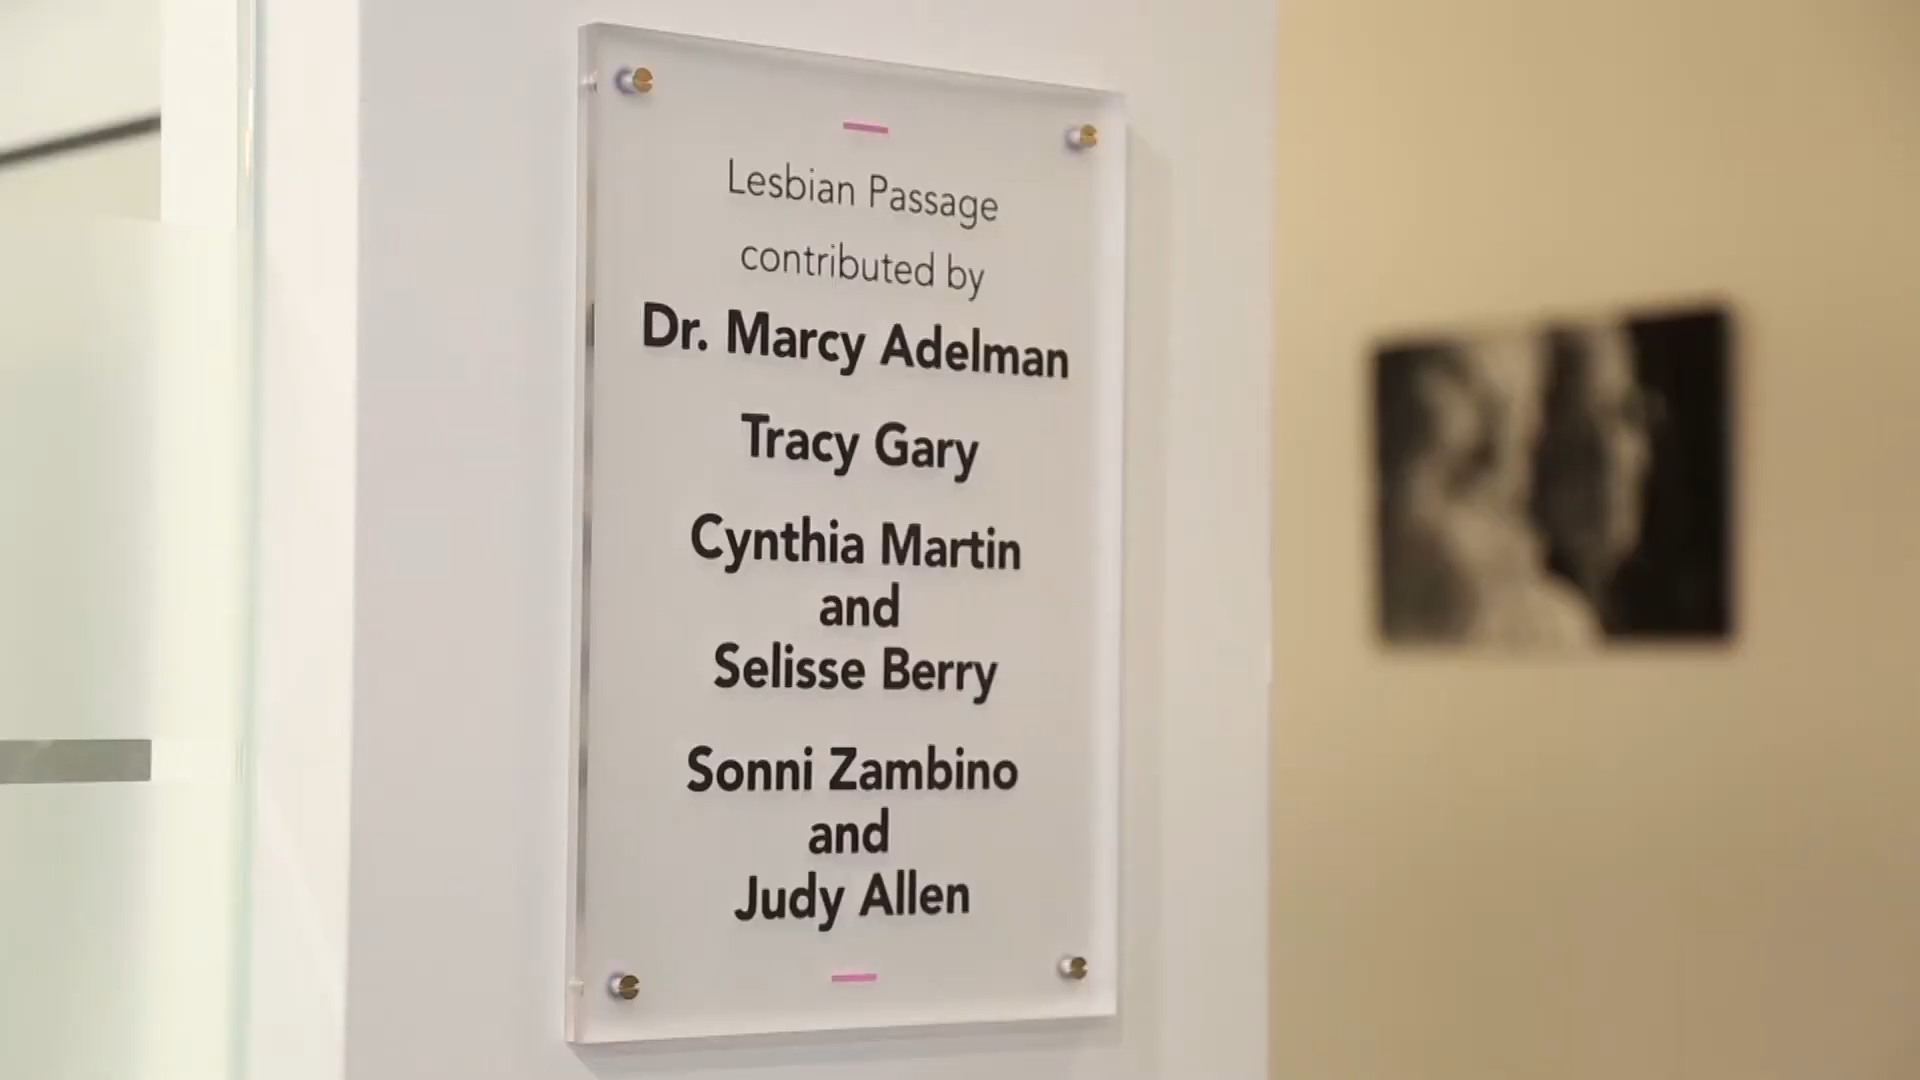 Lesbian Passage
contributed by
Dr. Marcy Adelman
Tracy Gary
Cynthia Martin
and
Selisse Berry
Sonni Zambino
and
Judy Allen